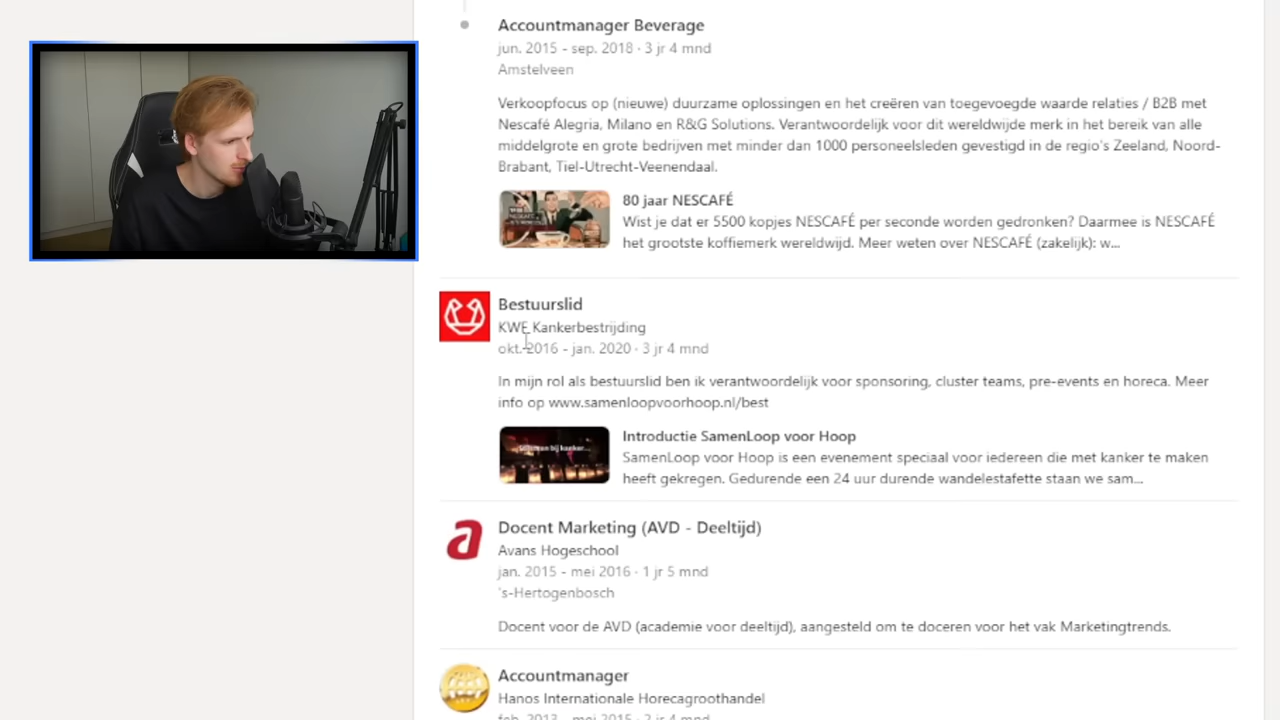 Accountmanager Beverage
jun. 2015 - sep. 2018 · 3 jr 4 mnd
Amstelveen
Verkoopfocus op (nieuwe) duurzame oplossingen en het creëren van toegevoegde waarde relaties / B2B met
Nescafé Alegria, Milano en R&G Solutions. Verantwoordelijk voor dit wereldwijde merk in het bereik van alle
middelgrote en grote bedrijven met minder dan 1000 personeelsleden gevestigd in de regio's Zeeland, Noord-
Brabant, Tiel-Utrecht-Veenendaal.
80 jaar NESCAFÉ
Wist je dat er 5500 kopjes NESCAFÉ per seconde worden gedronken? Daarmee is NESCAFÉ
het grootste koffiemerk wereldwijd. Meer weten over NESCAFÉ (zakelijk): w...
Bestuurslid
KWF Kankerbestrijding
okt. 2016 - jan. 2020 · 3 jr 4 mnd
In mijn rol als bestuurslid ben ik verantwoordelijk voor sponsoring, cluster teams, pre-events en horeca. Meer
info op www.samenloopvoorhoop.nl/best
Introductie SamenLoop voor Hoop
SamenLoop voor Hoop is een evenement speciaal voor iedereen die met kanker te maken
heeft gekregen. Gedurende een 24 uur durende wandelestafette staan we sam...
Docent Marketing (AVD - Deeltijd)
Avans Hogeschool
jan. 2015 - mei 2016 · 1 jr 5 mnd
's-Hertogenbosch
Docent voor de AVD (academie voor deeltijd), aangesteld om te doceren voor het vak Marketingtrends.
Accountmanager
Hanos Internationale Horecagroothandel
feb. 2013 - mei 2015 · 2 jr 4 mnd